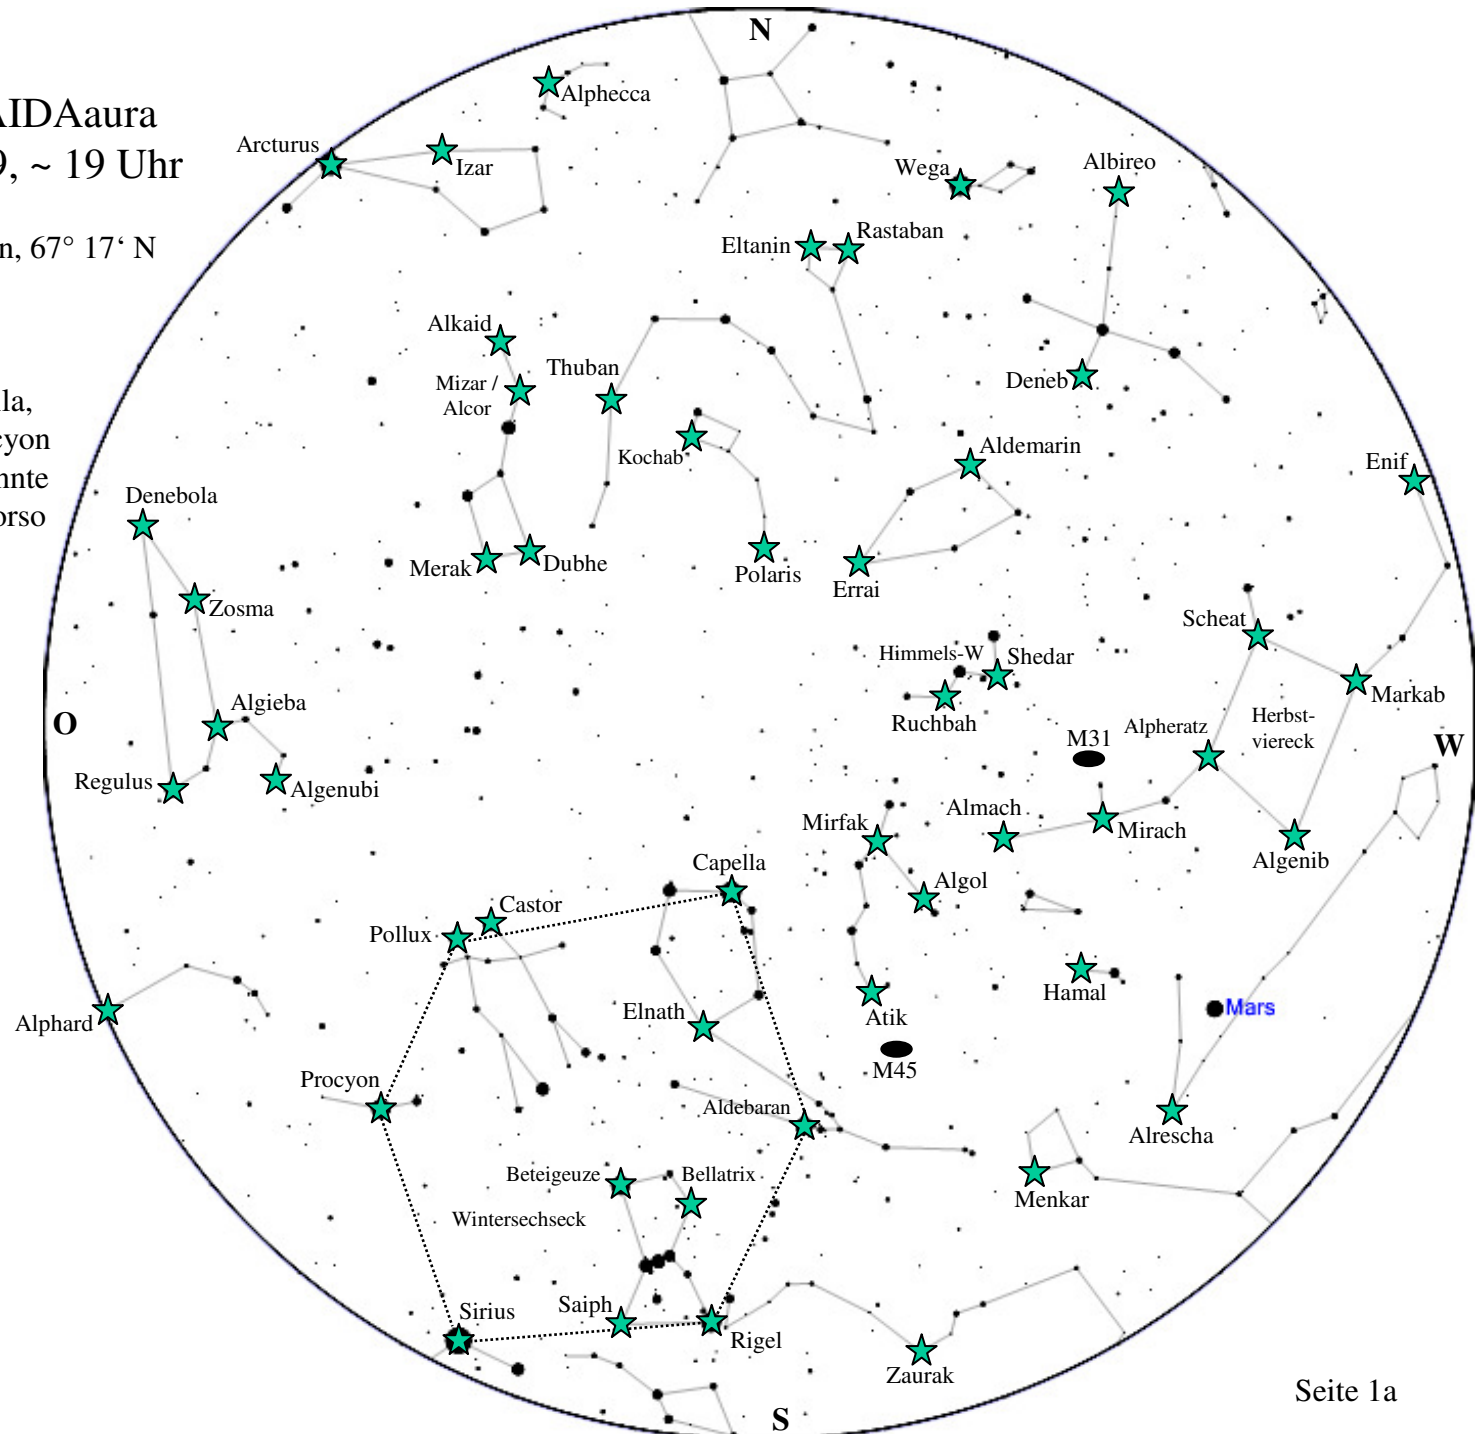 N
AIDAaura
9, ~ 19 Uhr
n, 67° 17‘ N
lla,
cyon
nnte
orso
Alphecca
Arcturus
Izar
Wega
Albireo
Eltanin
Rastaban
Alkaid
Mizar /
Alcor
Thuban
Deneb
Kochab
Aldemarin
Enif
Denebola
Merak
Dubhe
Polaris
Errai
Zosma
Scheat
Himmels-W
Shedar
Markab
Ruchbah
Algieba
Alpheratz
Herbst-
viereck
O
M31
W
Regulus
Algenubi
Almach
Mirfak
Mirach
Algenib
Capella
Algol
Castor
Pollux
Hamal
Mars
Alphard
Elnath
Atik
M45
Procyon
Aldebaran
Alrescha
Beteigeuze
Bellatrix
Menkar
Wintersechseck
Sirius
Saiph
Rigel
Zaurak
Seite 1a
S